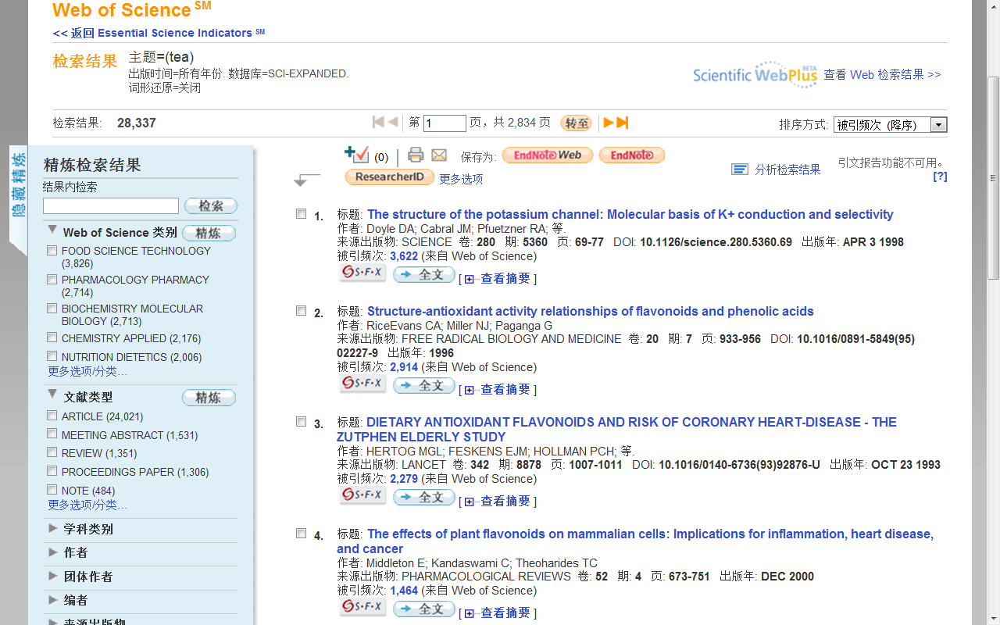 Web of Science SM
<< 返回 Essential Science Indicators SM
检索结果 主题=(tea)
出版时间=所有年份. 数据库=SCI-EXPANDED.
词形还原=关闭
Scientific WebPlus BETA 查看 Web 检索结果 >>
检索结果: 28,337 第 1 页，共 2,834 页 转至 排序方式: 被引频次 (降序)
隐藏精炼
精炼检索结果
结果内检索
检索
Web of Science 类别 精炼
FOOD SCIENCE TECHNOLOGY
(3,826)
PHARMACOLOGY PHARMACY
(2,714)
BIOCHEMISTRY MOLECULAR
BIOLOGY (2,713)
CHEMISTRY APPLIED (2,176)
NUTRITION DIETETICS (2,006)
更多选项/分类...
文献类型 精炼
ARTICLE (24,021)
MEETING ABSTRACT (1,531)
REVIEW (1,351)
PROCEEDINGS PAPER (1,306)
NOTE (484)
更多选项/分类...
学科类别
作者
团体作者
编者
来源出版物
(0) 保存为: EndNote Web EndNote
ResearcherID 更多选项
分析检索结果 引文报告功能不可用。
[?]
1. 标题: The structure of the potassium channel: Molecular basis of K+ conduction and selectivity
作者: Doyle DA; Cabral JM; Pfuetzner RA; 等.
来源出版物: SCIENCE 卷: 280 期: 5360 页: 69-77 DOI: 10.1126/science.280.5360.69 出版年: APR 3 1998
被引频次: 3,622 (来自 Web of Science)
S·F·X 全文 [ 查看摘要 ]
2. 标题: Structure-antioxidant activity relationships of flavonoids and phenolic acids
作者: RiceEvans CA; Miller NJ; Paganga G
来源出版物: FREE RADICAL BIOLOGY AND MEDICINE 卷: 20 期: 7 页: 933-956 DOI: 10.1016/0891-5849(95)
02227-9 出版年: 1996
被引频次: 2,914 (来自 Web of Science)
S·F·X 全文 [ 查看摘要 ]
3. 标题: DIETARY ANTIOXIDANT FLAVONOIDS AND RISK OF CORONARY HEART-DISEASE - THE
ZUTPHEN ELDERLY STUDY
作者: HERTOG MGL; FESKENS EJM; HOLLMAN PCH; 等.
来源出版物: LANCET 卷: 342 期: 8878 页: 1007-1011 DOI: 10.1016/0140-6736(93)92876-U 出版年: OCT 23 1993
被引频次: 2,279 (来自 Web of Science)
S·F·X 全文 [ 查看摘要 ]
4. 标题: The effects of plant flavonoids on mammalian cells: Implications for inflammation, heart disease,
and cancer
作者: Middleton E; Kandaswami C; Theoharides TC
来源出版物: PHARMACOLOGICAL REVIEWS 卷: 52 期: 4 页: 673-751 出版年: DEC 2000
被引频次: 1,464 (来自 Web of Science)
S·F·X 全文 [ 查看摘要 ]